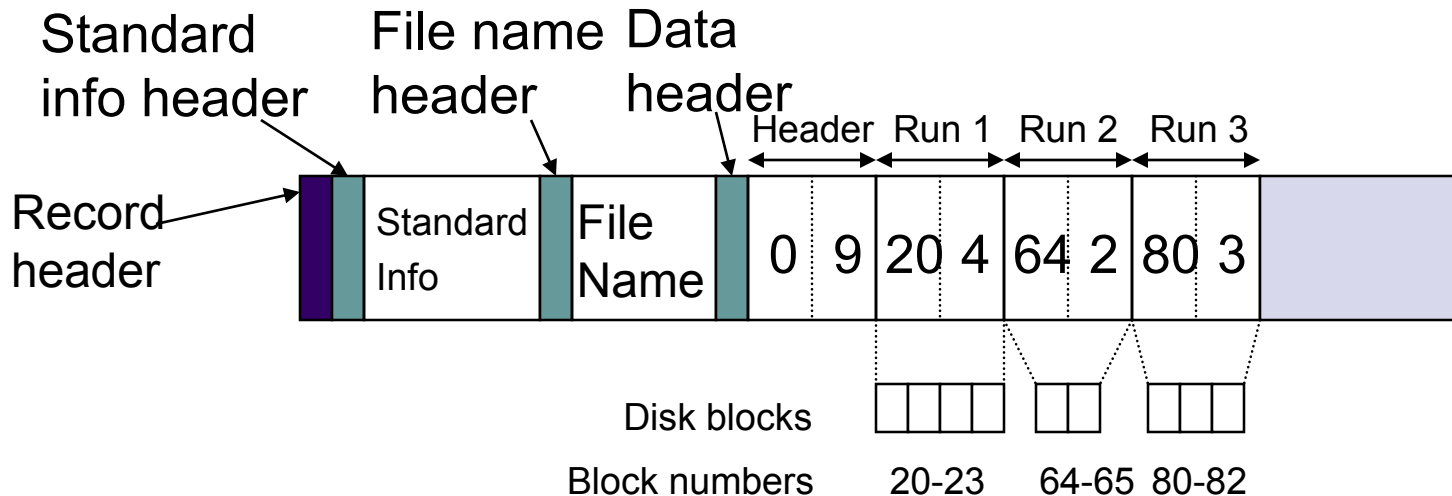 Standard
info header
File name
header
Data
header
Header Run 1 Run 2 Run 3
Record
header
Standard
Info
File
Name
0 9 20 4 64 2 80 3
Disk blocks
Block numbers 20-23 64-65 80-82